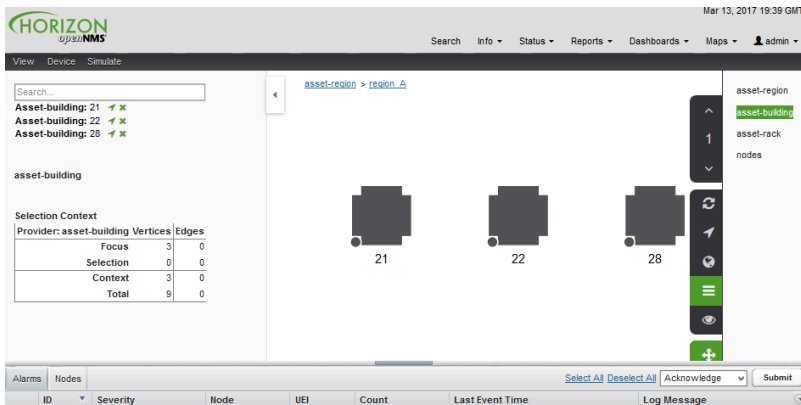 Mar 13, 2017 19:39 GMT
HORIZON
openNMS
Search Info Status Reports Dashboards Maps admin
View Device Simulate
Search...
Asset-building: 21
Asset-building: 22
Asset-building: 28
asset-building
Selection Context
Provider: asset-building Vertices Edges
Focus 3 0
Selection 0 0
Context 3 0
Total 9 0
asset-region > region_A
21 22 28
1
asset-region
asset-building
asset-rack
nodes
Alarms Nodes Select All Deselect All Acknowledge Submit
ID Severity Node UEI Count Last Event Time Log Message